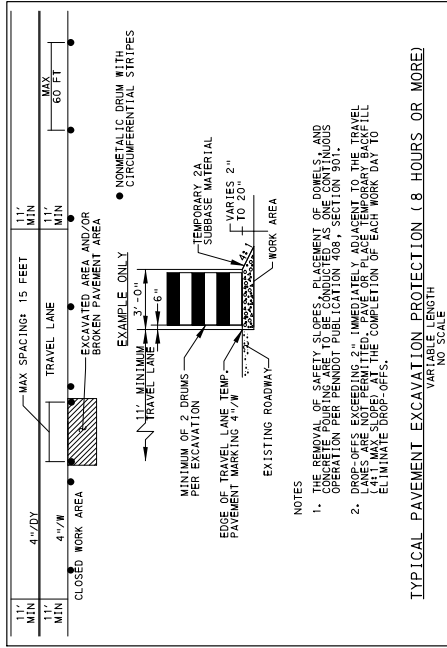 11' MIN
11' MIN
4"/DY
4"/W
MAX SPACING: 15 FEET
TRAVEL LANE
11' MIN
11' MIN
MAX
60 FT
CLOSED WORK AREA
EXCAVATED AREA AND/OR
BROKEN PAVEMENT AREA
● NONMETALIC DRUM WITH
CIRCUMFERENTIAL STRIPES
EXAMPLE ONLY
11' MINIMUM
TRAVEL LANE
3'-0"
6"
TEMPORARY 2A
SUBBASE MATERIAL
MINIMUM OF 2 DRUMS
PER EXCAVATION
4:1
VARIES 2"
TO 20"
EDGE OF TRAVEL LANE TEMP.
PAVEMENT MARKING 4"/W
WORK AREA
EXISTING ROADWAY
NOTES
1. THE REMOVAL OF SAFETY SLOPES, PLACEMENT OF DOWELS, AND
CONCRETE POURING ARE TO BE CONDUCTED AS ONE CONTINUOUS
OPERATION PER PENNDOT PUBLICATION 408, SECTION 901.
2. DROP-OFFS EXCEEDING 2" IMMEDIATELY ADJACENT TO THE TRAVEL
LANES ARE NOT PERMITTED. PAVE OR PLACE TEMPORARY BACKFILL
(4:1 MAX SLOPE) AT THE COMPLETION OF EACH WORK DAY TO
ELIMINATE DROP-OFFS.
TYPICAL PAVEMENT EXCAVATION PROTECTION (8 HOURS OR MORE)
VARIABLE LENGTH
NO SCALE